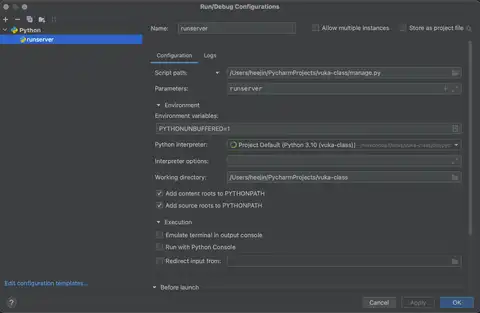 Run/Debug Configurations
Python
runserver
Name: runserver
Allow multiple instances
Store as project file
Configuration Logs
Script path: /Users/heejin/PycharmProjects/vuka-class/manage.py
Parameters: runserver
Environment
Environment variables:
PYTHONUNBUFFERED=1
Python interpreter: Project Default (Python 3.10 (vuka-class))
Interpreter options:
Working directory: /Users/heejin/PycharmProjects/vuka-class
Add content roots to PYTHONPATH
Add source roots to PYTHONPATH
Execution
Emulate terminal in output console
Run with Python Console
Redirect input from:
Edit configuration templates...
Before launch
? Cancel Apply OK